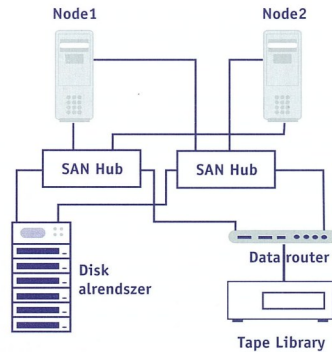 Node1
Node2
SAN Hub
SAN Hub
Disk
alrendszer
Data router
Tape Library